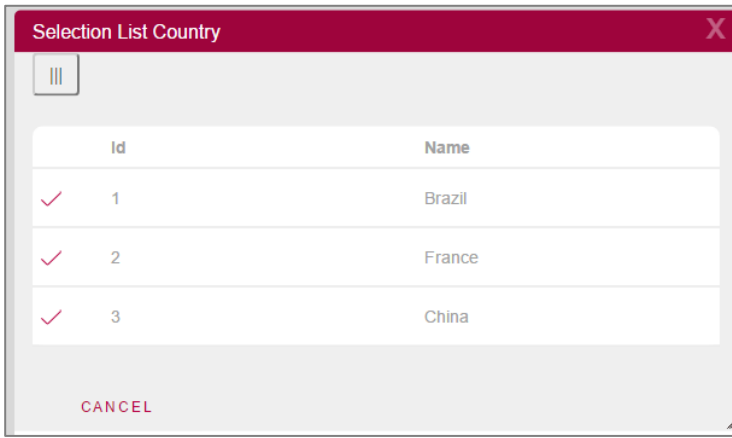 Selection List Country X
|||
Id Name
1 Brazil
2 France
3 China
CANCEL